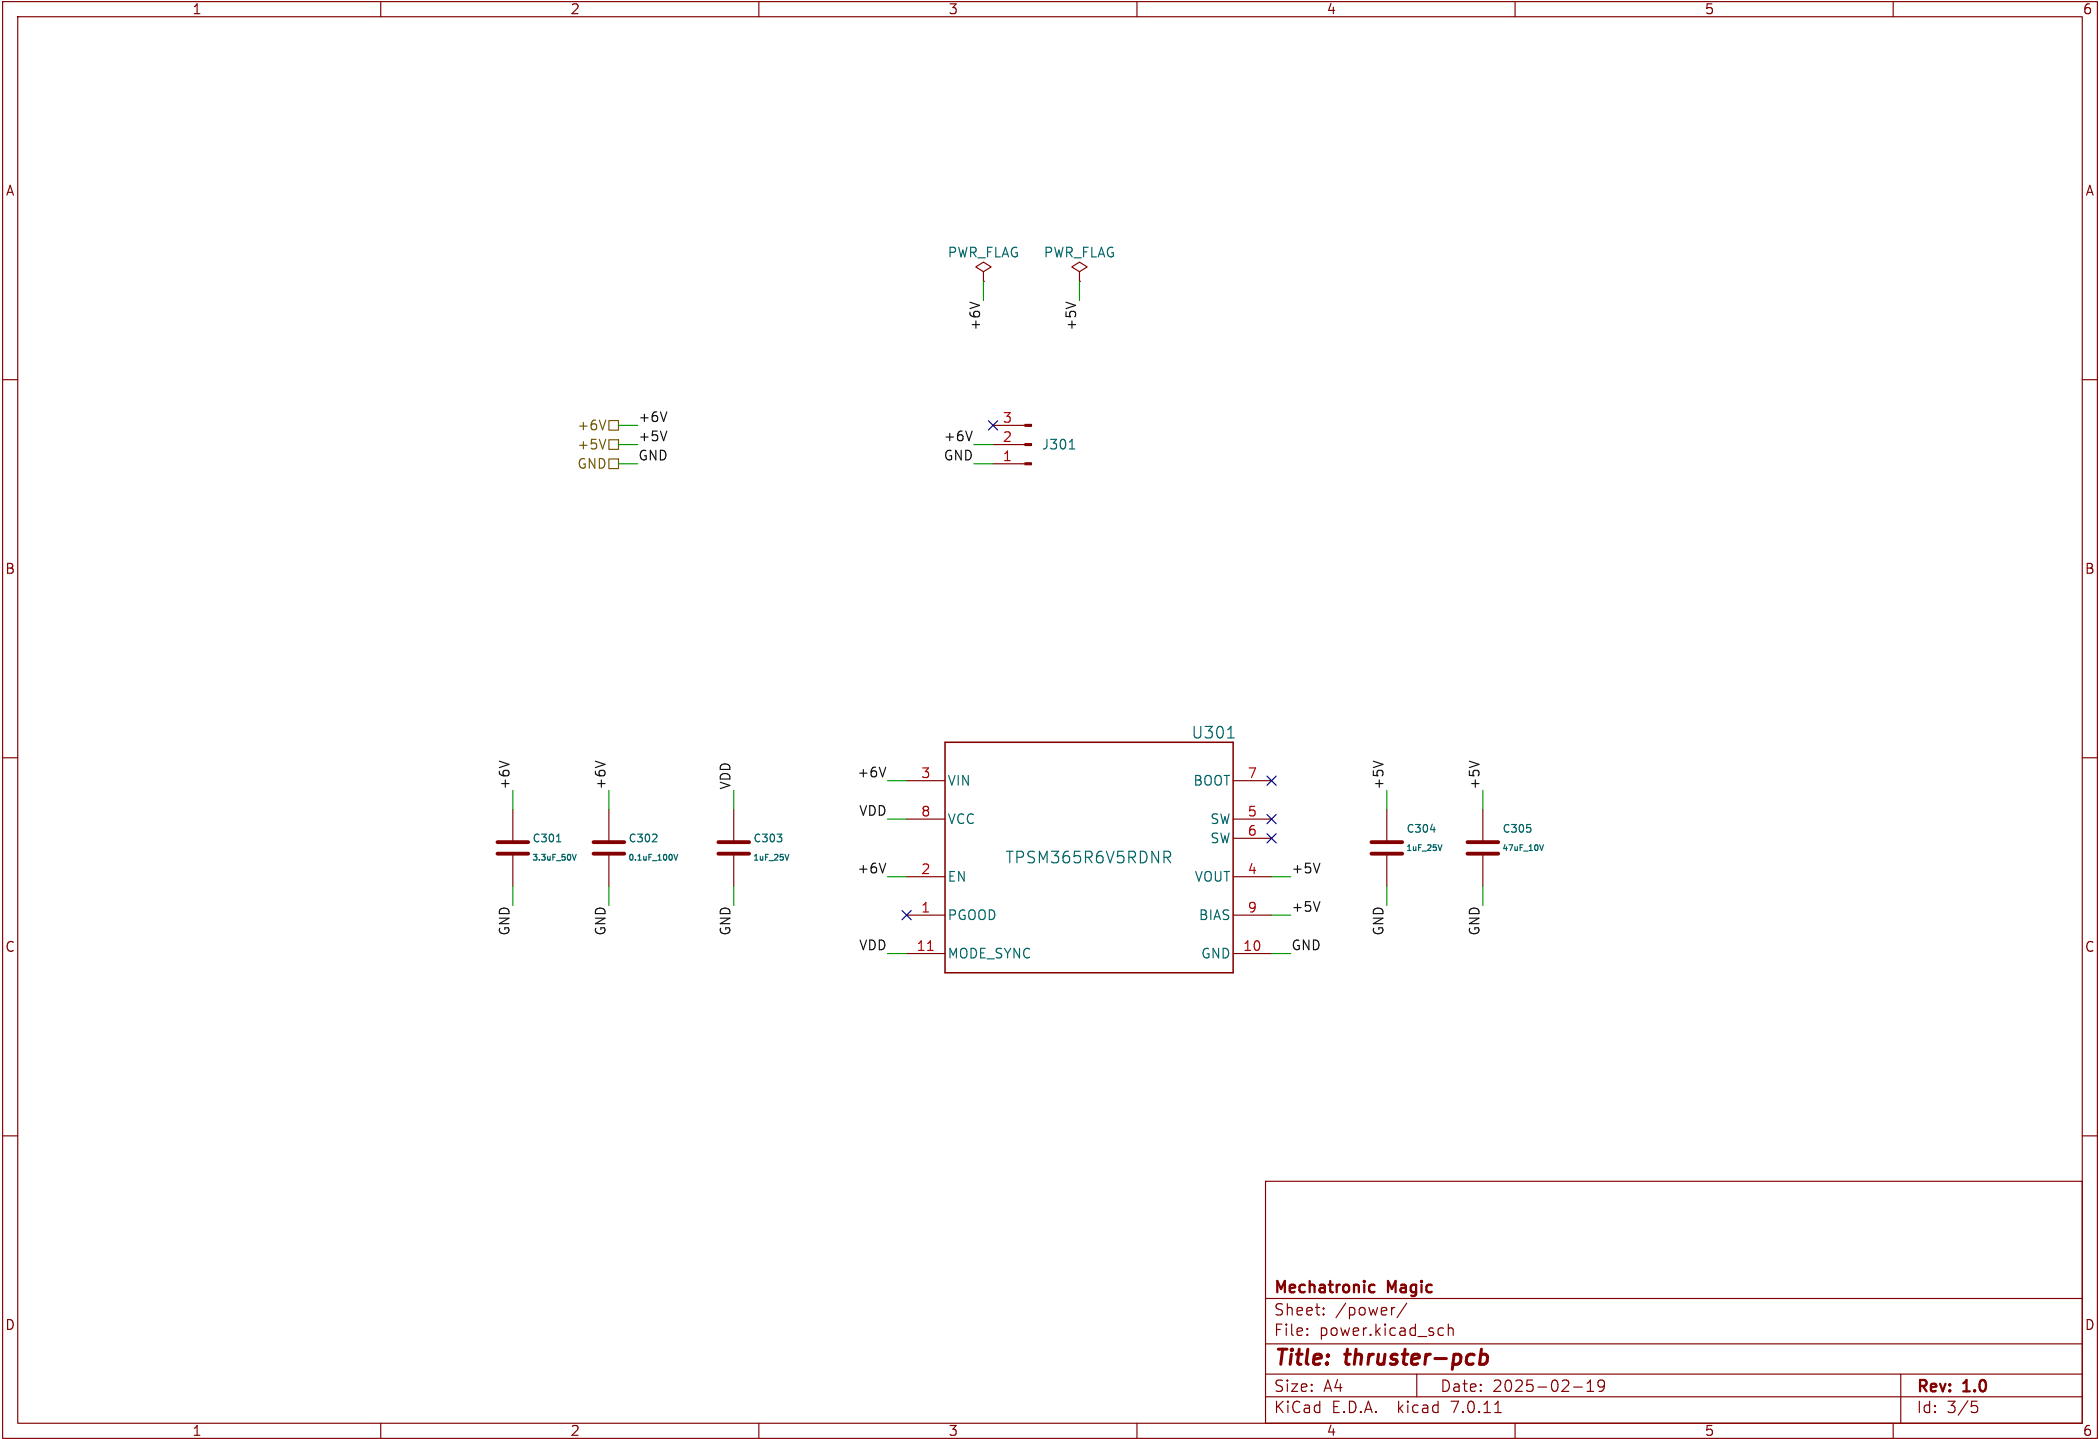 1 2 3 4 5 6
A A
PWR_FLAG PWR_FLAG
+6V +5V
+6V +6V
+5V +5V
GND GND
3
+6V 2 J301
GND 1
B B
U301
+6V +6V VDD
C301
3.3uF_50V
C302
0.1uF_100V
C303
1uF_25V
GND GND GND
+6V 3 VIN BOOT 7
VDD 8 VCC SW 5
SW 6
TPSM365R6V5RDNR
+6V 2 EN VOUT 4 +5V
1 PGOOD BIAS 9 +5V
VDD 11 MODE_SYNC GND 10 GND
+5V +5V
C304
1uF_25V
C305
47uF_10V
GND GND
C C
Mechatronic Magic
Sheet: /power/
File: power.kicad_sch
D D
Title: thruster-pcb
Size: A4 Date: 2025-02-19 Rev: 1.0
KiCad E.D.A. kicad 7.0.11 Id: 3/5
1 2 3 4 5 6